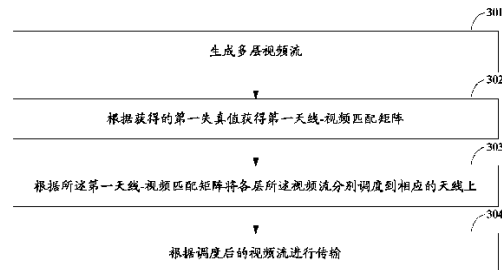 301
生成多层视频流
302
根据获得的第一失真值获得第一天线-视频匹配矩阵
303
根据所述第一天线-视频匹配矩阵将各层所述视频流分别调度到相应的天线上
304
根据调度后的视频流进行传输